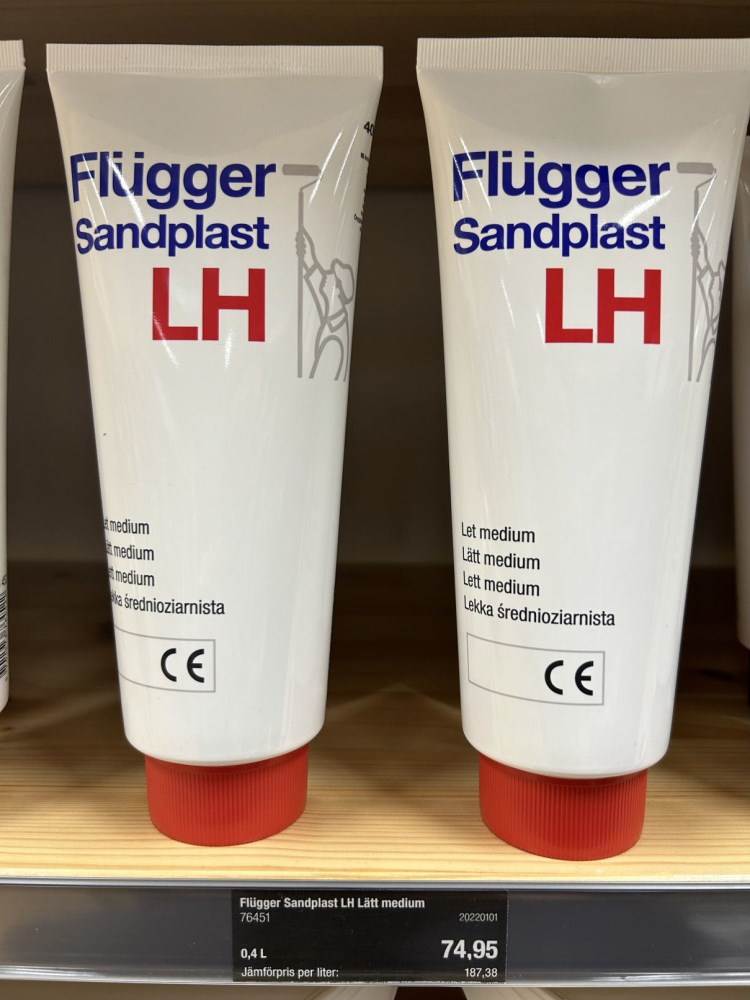 Flügger
Sandplast
LH
medium
medium
medium
średnioziarnista
CE
Flügger
Sandplast
LH
Let medium
Lätt medium
Lett medium
Lekka średnioziarnista
CE
Flügger Sandplast LH Lätt medium
76451
20220101
0,4 L
74,95
Jämförpris per liter:
187,38